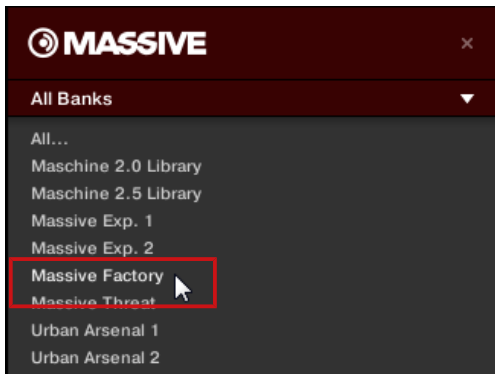 MASSIVE
All Banks
All...
Maschine 2.0 Library
Maschine 2.5 Library
Massive Exp. 1
Massive Exp. 2
Massive Factory
Massive Threat
Urban Arsenal 1
Urban Arsenal 2